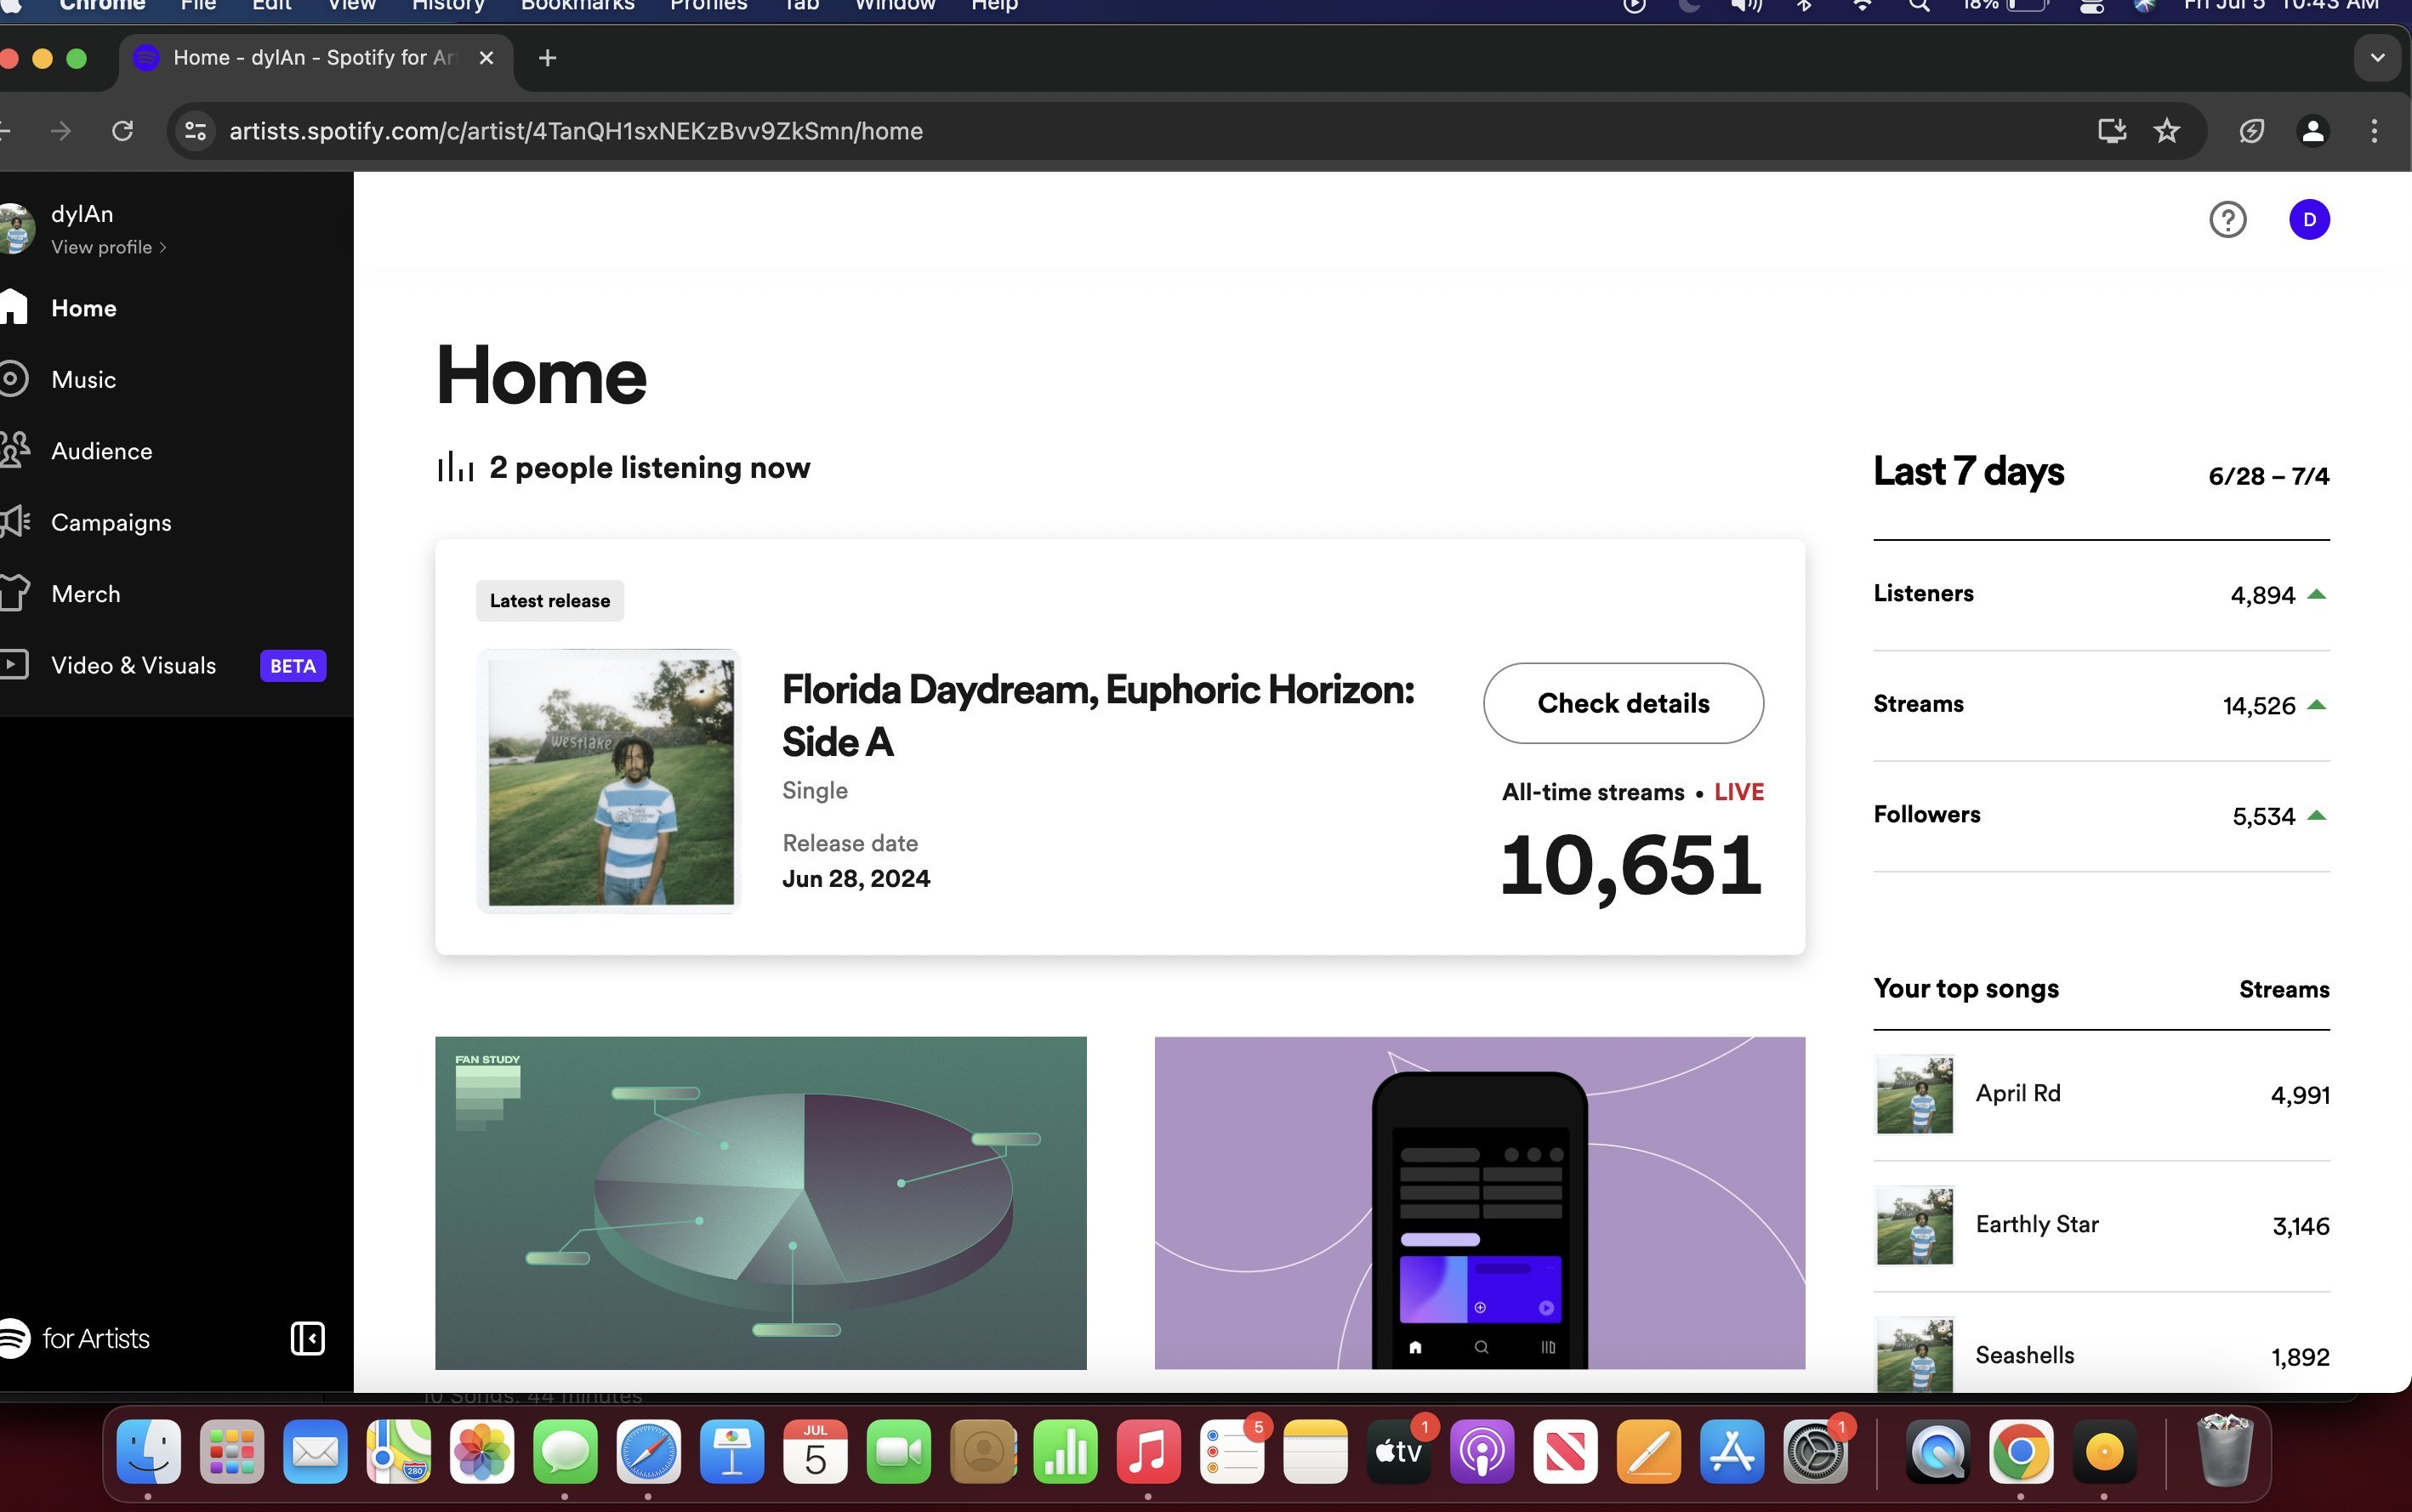 Chrome File Edit View History Bookmarks Profiles Tab Window Help 18% Fri Jul 5 10:43 AM
Home - dylAn - Spotify for Ar
artists.spotify.com/c/artist/4TanQH1sxNEKzBvv9ZkSmn/home
dylAn
View profile >
Home
Music
Audience
Campaigns
Merch
Video & Visuals BETA
for Artists
D
Home
2 people listening now
Latest release
Westlake
Florida Daydream, Euphoric Horizon:
Side A
Single
Release date
Jun 28, 2024
Check details
All-time streams • LIVE
10,651
FAN STUDY
Last 7 days 6/28 – 7/4
Listeners 4,894
Streams 14,526
Followers 5,534
Your top songs Streams
April Rd 4,991
Earthly Star 3,146
Seashells 1,892
10 Songs, 44 minutes
280
JUL
5
5
tv
1
1